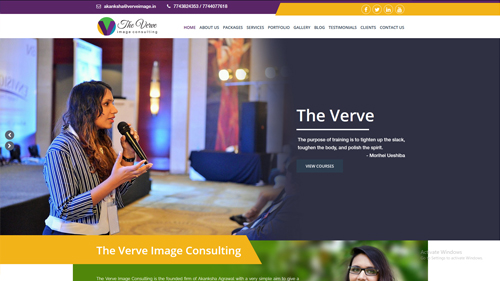 akanksha@verveimage.in 7743824353 / 7744077618
The Verve
image consulting
HOME ABOUT US PACKAGES SERVICES PORTFOLIO GALLERY BLOG TESTIMONIALS CLIENTS CONTACT US
The Verve
The purpose of training is to tighten up the slack,
toughen the body, and polish the spirit.
- Morihei Ueshiba
VIEW COURSES
The Verve Image Consulting
The Verve Image Consulting is the founded firm of Akanksha Agrawal with a very simple aim to give a
Activate Windows
Go to Settings to activate Windows.